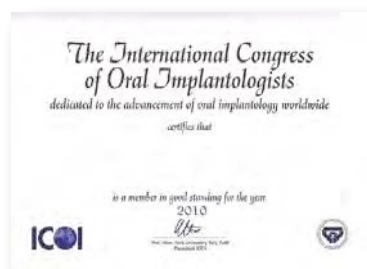 The International Congress
of Oral Implantologists
dedicated to the advancement of oral implantology worldwide
certifies that
is a member in good standing for the year
2010
ICOI